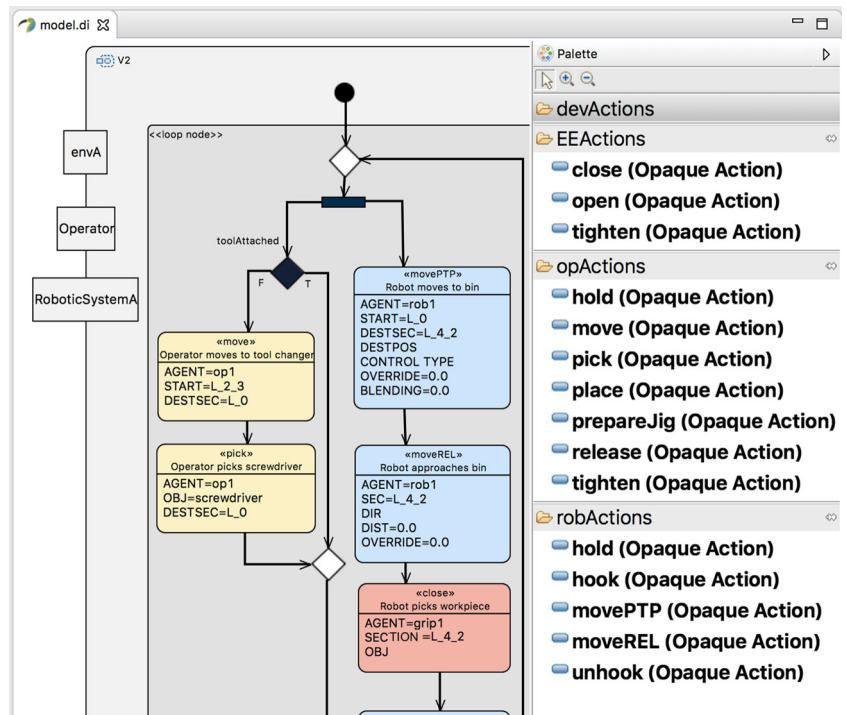 model.di
V2
<<loop node>>
envA
Operator
RoboticSystemA
toolAttached
F
T
«move»
Operator moves to tool changer
AGENT=op1
START=L_2_3
DESTSEC=L_0
«pick»
Operator picks screwdriver
AGENT=op1
OBJ=screwdriver
DESTSEC=L_0
«movePTP»
Robot moves to bin
AGENT=rob1
START=L_0
DESTSEC=L_4_2
DESTPOS
CONTROL TYPE
OVERRIDE=0.0
BLENDING=0.0
«moveREL»
Robot approaches bin
AGENT=rob1
SEC=L_4_2
DIR
DIST=0.0
OVERRIDE=0.0
«close»
Robot picks workpiece
AGENT=grip1
SECTION =L_4_2
OBJ
Palette
devActions
EEActions
close (Opaque Action)
open (Opaque Action)
tighten (Opaque Action)
opActions
hold (Opaque Action)
move (Opaque Action)
pick (Opaque Action)
place (Opaque Action)
prepareJig (Opaque Action)
release (Opaque Action)
tighten (Opaque Action)
robActions
hold (Opaque Action)
hook (Opaque Action)
movePTP (Opaque Action)
moveREL (Opaque Action)
unhook (Opaque Action)